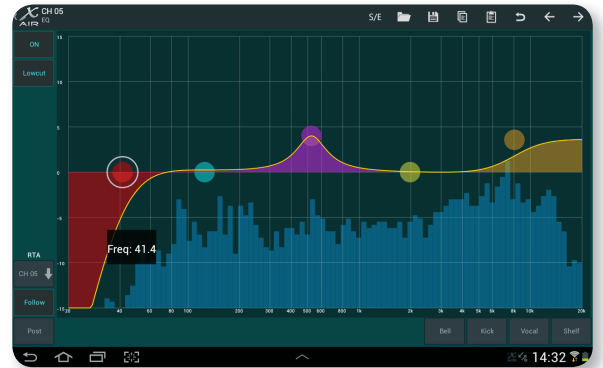 X AIR CH 05 EQ S/E
ON
Lowcut
15
10
5
0
-5
-10
-15
Freq: 41.4
RTA
CH 05
Follow
20 40 60 80 100 200 300 400 500 600 800 1k 2k 3k 4k 5k 6k 8k 10k 20k
Post Bell Kick Vocal Shelf
14:32